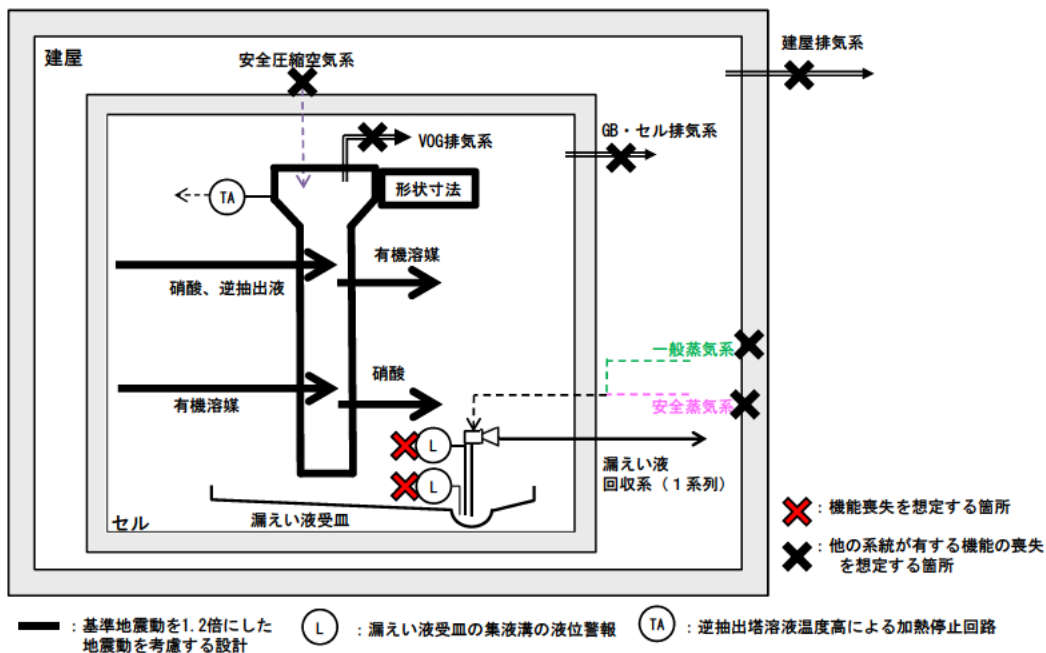 建屋
建屋排気系
安全圧縮空気系
VOG排気系
GB・セル排気系
形状寸法
TA
有機溶媒
硝酸、逆抽出液
一般蒸気系
硝酸
有機溶媒
安全蒸気系
L
L
漏えい液
回収系（１系列）
漏えい液受皿
セル
：機能喪失を想定する箇所
：他の系統が有する機能の喪失
を想定する箇所
：基準地震動を1.2倍にした
地震動を考慮する設計
L
：漏えい液受皿の集液溝の液位警報
TA
：逆抽出塔溶液温度高による加熱停止回路